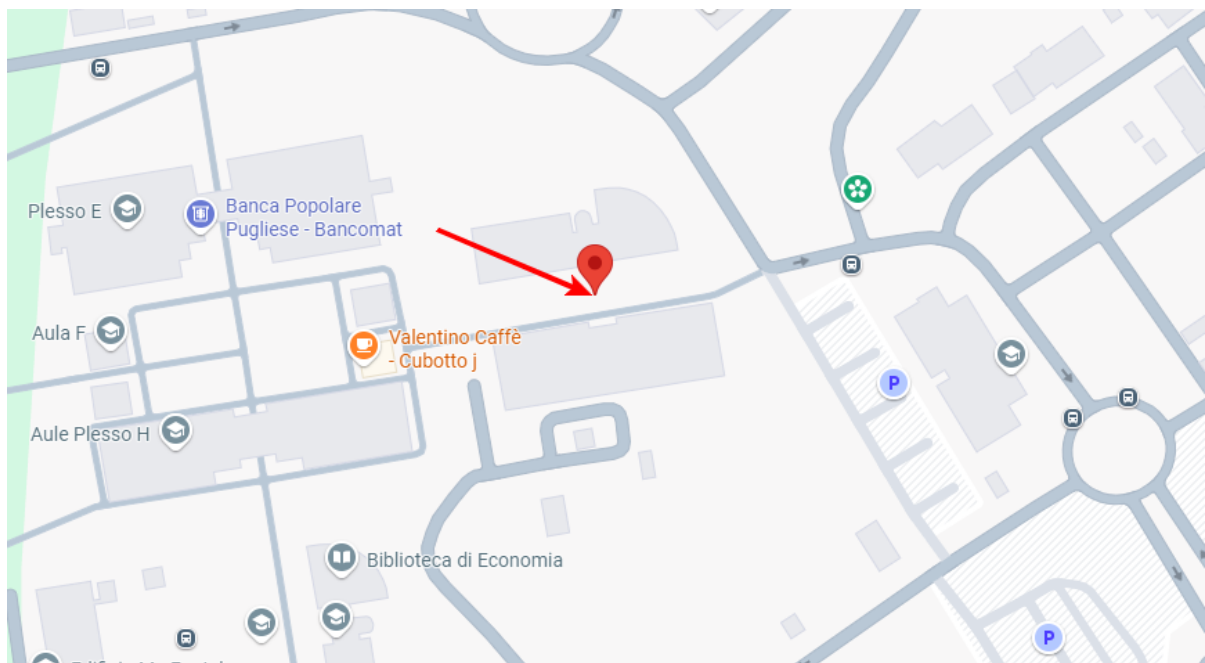 Plesso E
Banca Popolare
Pugliese - Bancomat
Aula F
Valentino Caffè
- Cubotto j
Aule Plesso H
P
Biblioteca di Economia
P